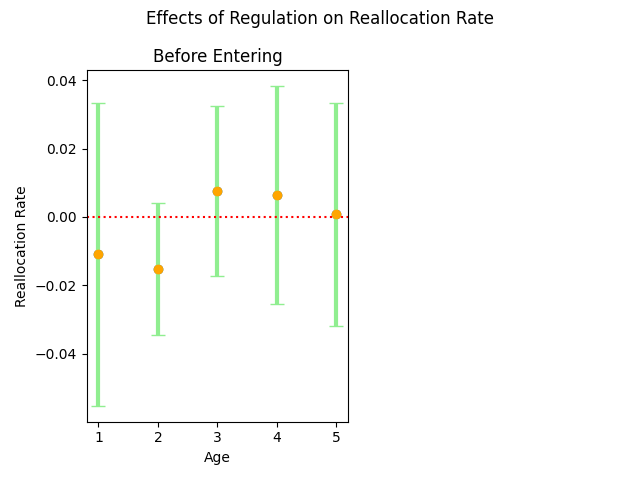 Effects of Regulation on Reallocation Rate
Before Entering
0.04
0.02
0.00
−0.02
−0.04
Reallocation Rate
1 2 3 4 5
Age